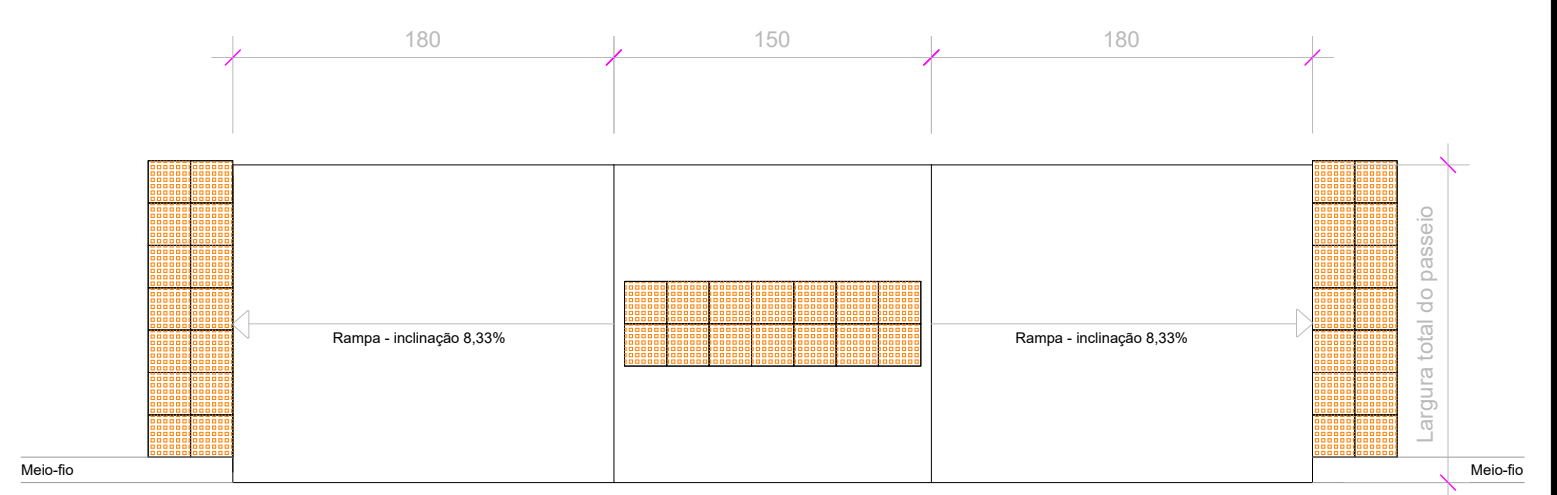 180
150
180
Rampa - inclinação 8,33%
Rampa - inclinação 8,33%
Largura total do passeio
Meio-fio
Meio-fio